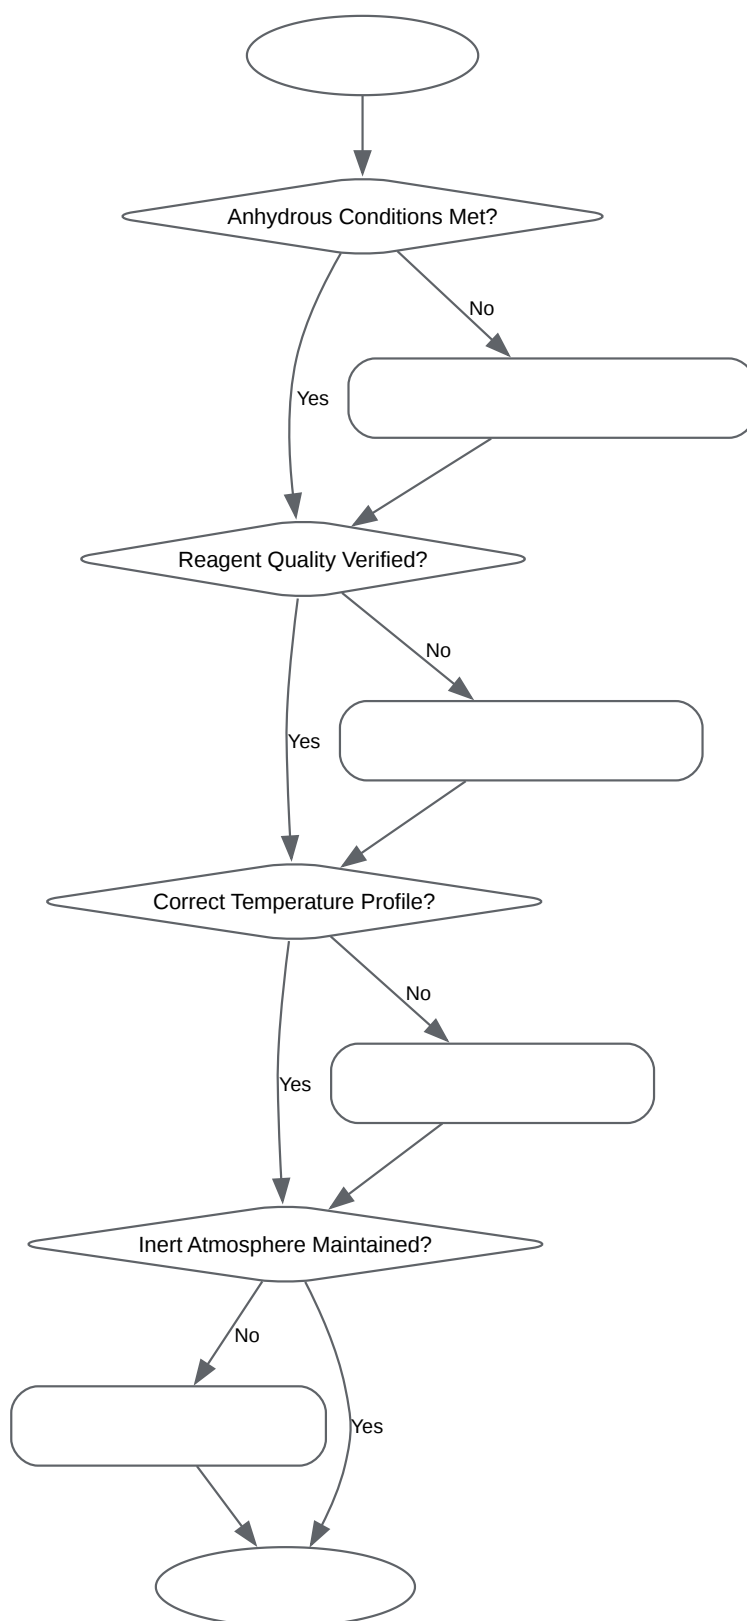 Anhydrous Conditions Met?
No
Yes
Reagent Quality Verified?
No
Yes
Correct Temperature Profile?
No
Yes
Inert Atmosphere Maintained?
No
Yes